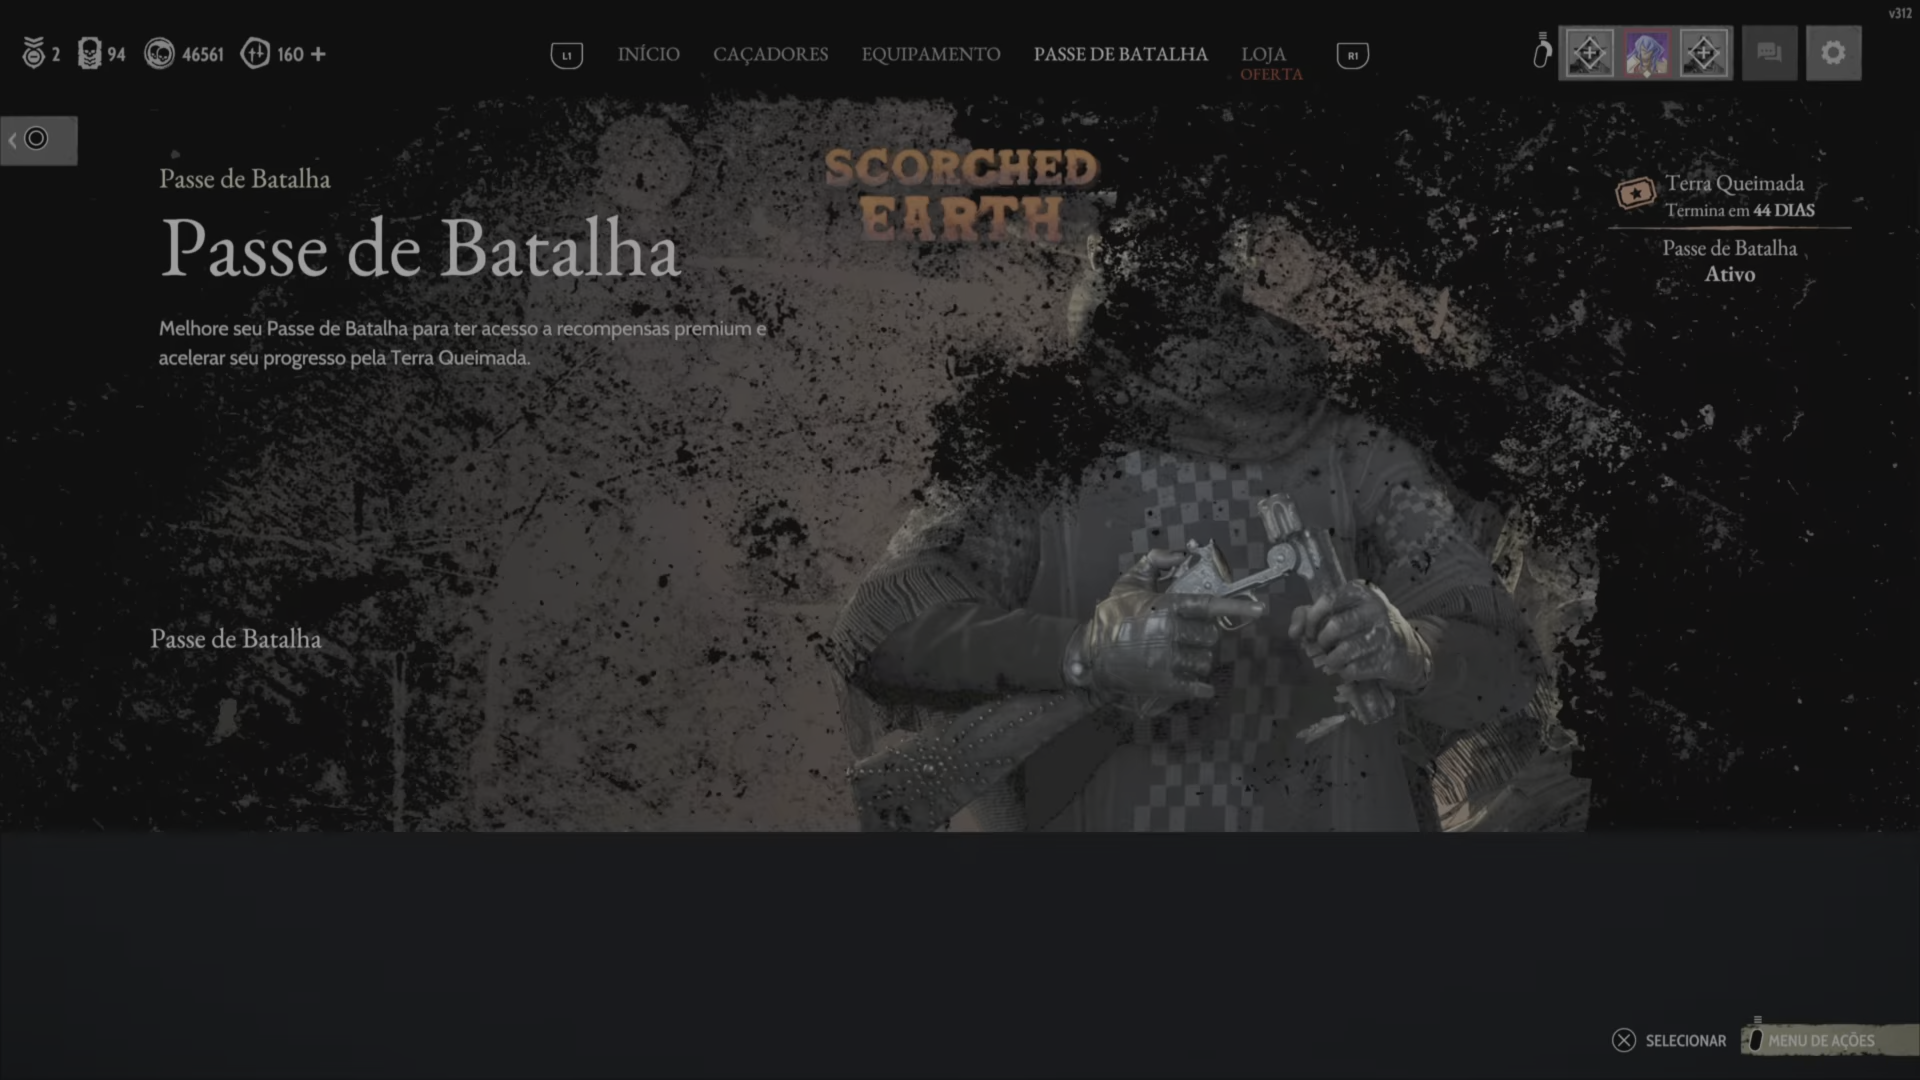 v312
2
94
46561
160 +
L1
INÍCIO
CAÇADORES
EQUIPAMENTO
PASSE DE BATALHA
LOJA
OFERTA
R1
Passe de Batalha
Passe de Batalha
Melhore seu Passe de Batalha para ter acesso a recompensas premium e
acelerar seu progresso pela Terra Queimada.
SCORCHED
EARTH
Terra Queimada
Termina em 44 DIAS
Passe de Batalha
Ativo
Passe de Batalha
SELECIONAR
MENU DE AÇÕES